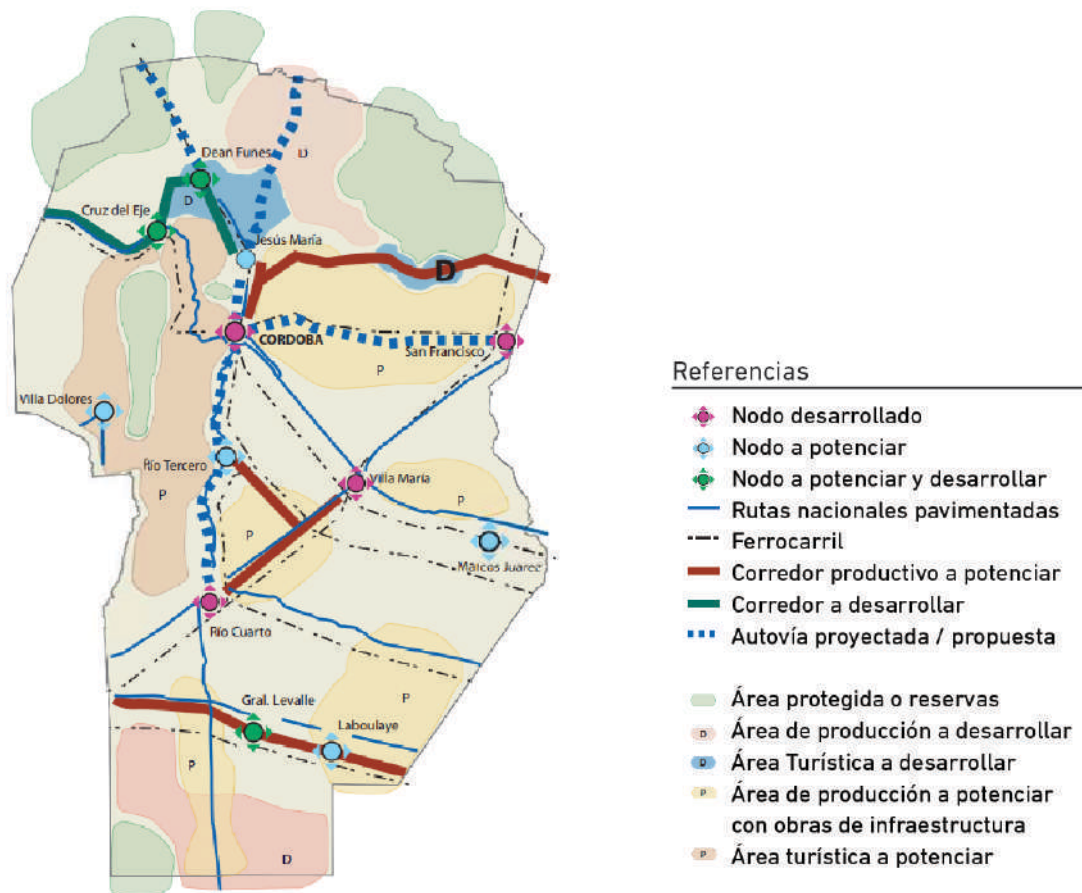 Dean Funes
D
D
Cruz del Eje
Jesús María
D
CORDOBA
San Francisco
P
Villa Dolores
Río Tercero
Villa María
P
P
P
Marcos Juarez
Río Cuarto
Gral. Levalle
P
Laboulaye
P
D
Referencias
Nodo desarrollado
Nodo a potenciar
Nodo a potenciar y desarrollar
Rutas nacionales pavimentadas
Ferrocarril
Corredor productivo a potenciar
Corredor a desarrollar
Autovía proyectada / propuesta
Área protegida o reservas
D Área de producción a desarrollar
D Área Turística a desarrollar
P Área de producción a potenciar
con obras de infraestructura
P Área turística a potenciar